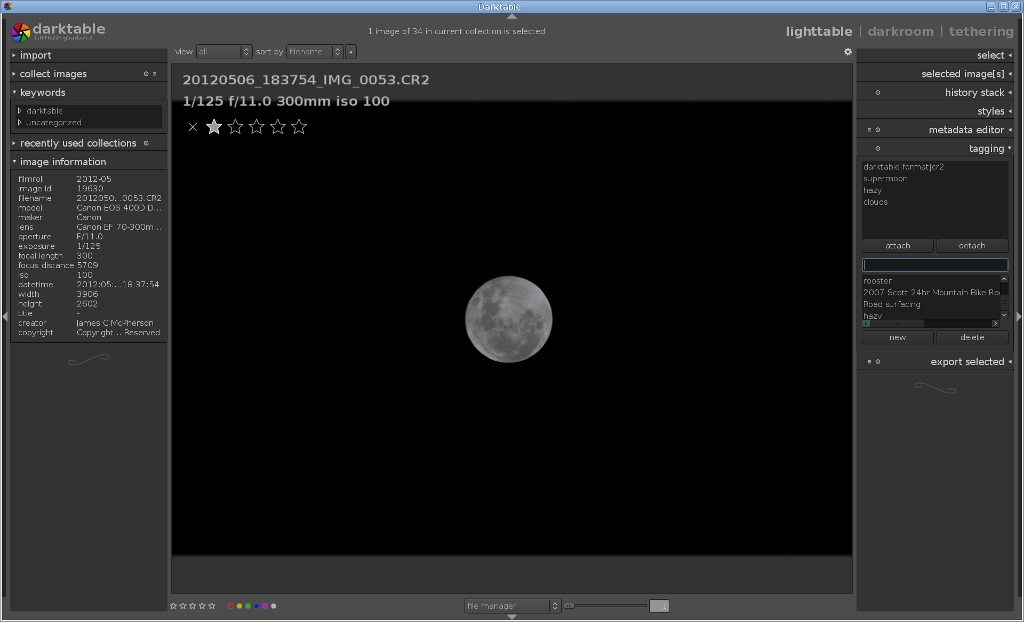 Darktable
darktable
1 image of 34 in current collection is selected
lighttable | darkroom | tethering
view all sort by filename
import
collect images
keywords
darktable
uncategorized
recently used collections
image information
filmroll 2012-05
image id 19630
filename 2012050...0053.CR2
model Canon EOS 400D D...
maker Canon
lens Canon EF 70-300m...
aperture F/11.0
exposure 1/125
focal length 300
focus distance 5709
iso 100
datetime 2012:05:...18:37:54
width 3906
height 2602
title -
creator James C McPherson
copyright Copyright ... Reserved
20120506_183754_IMG_0053.CR2
1/125 f/11.0 300mm iso 100
file manager
1
select
selected image[s]
history stack
styles
metadata editor
tagging
darktable|format|cr2
supermoon
hazy
clouds
attach detach
rooster
2007 Scott 24hr Mountain Bike Ra
Road surfacing
hazy
new delete
export selected